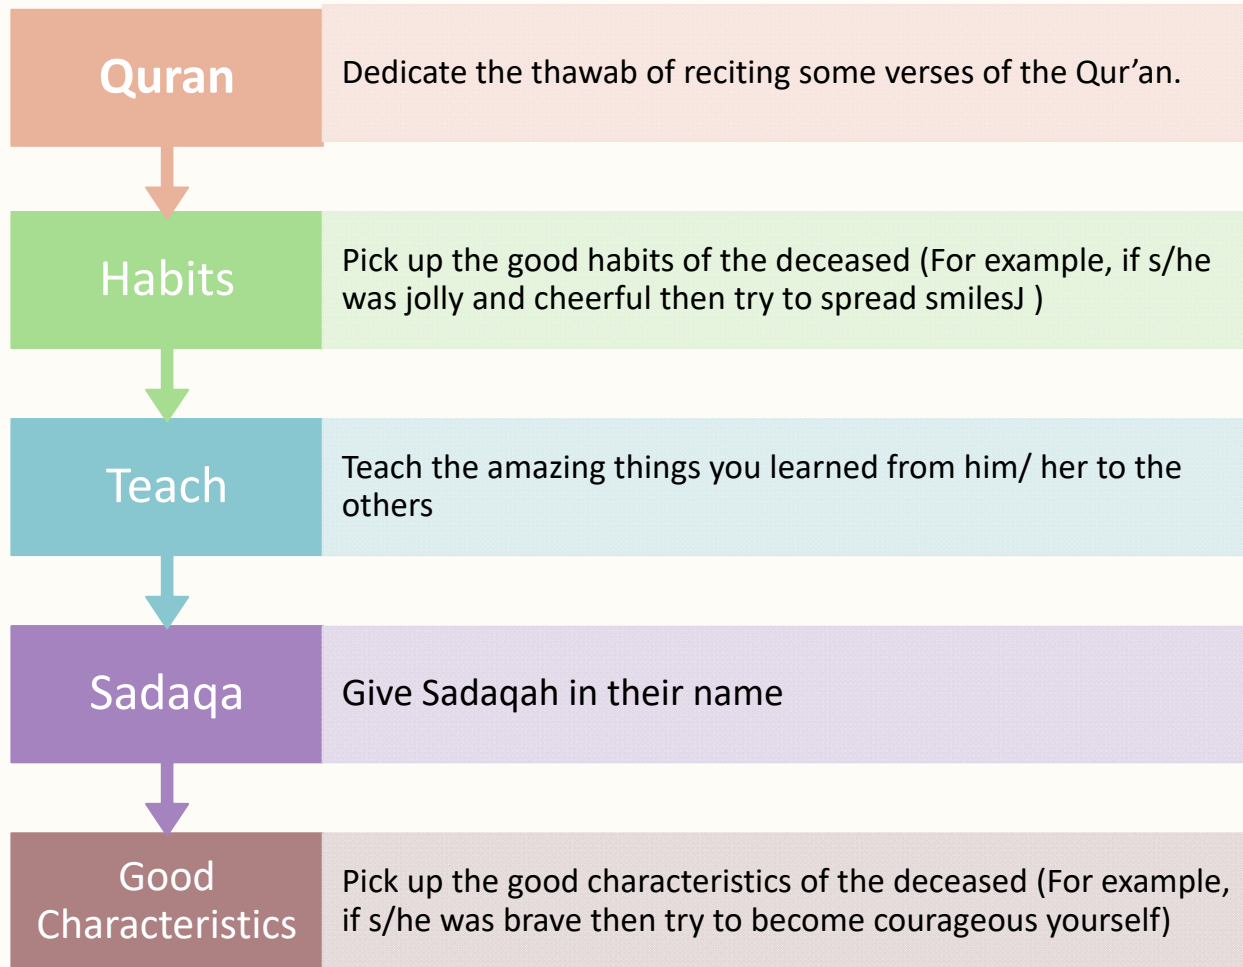 Quran
Dedicate the thawab of reciting some verses of the Qur’an.
Habits
Pick up the good habits of the deceased (For example, if s/he
was jolly and cheerful then try to spread smilesJ )
Teach
Teach the amazing things you learned from him/ her to the
others
Sadaqa
Give Sadaqah in their name
Good
Characteristics
Pick up the good characteristics of the deceased (For example,
if s/he was brave then try to become courageous yourself)